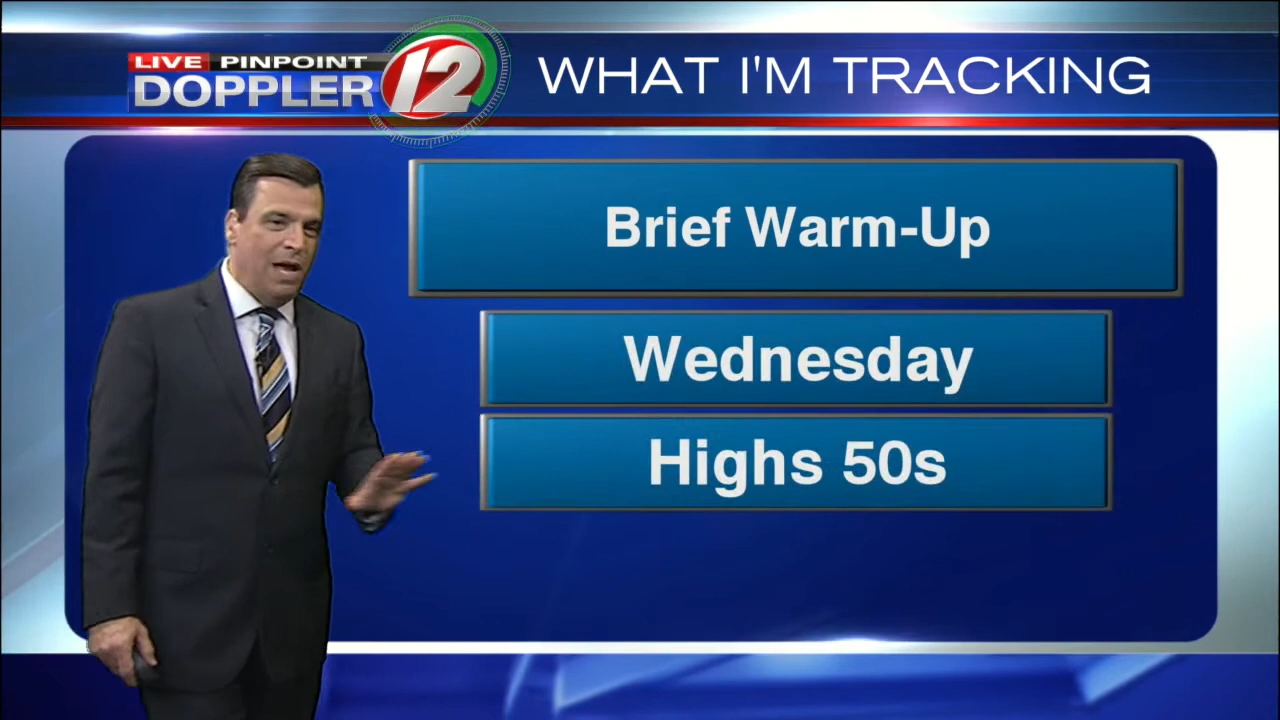 LIVE PINPOINT
DOPPLER 12
WHAT I'M TRACKING
Brief Warm-Up
Wednesday
Highs 50s